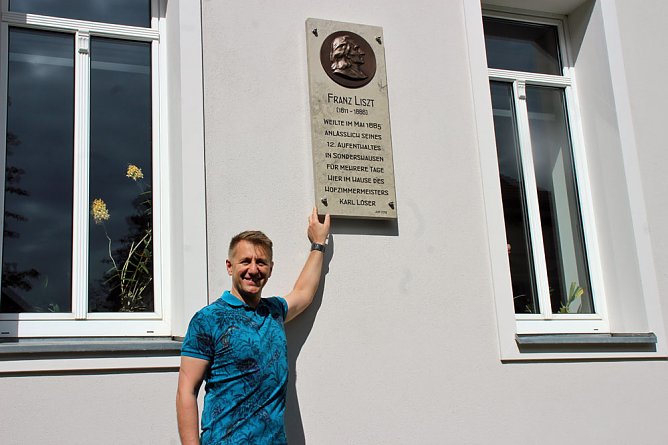 Franz Liszt
(1811 - 1886)
weilte im Mai 1885
anlässlich seines
12. Aufenthaltes
in Sondershausen
für mehrere Tage
hier im Hause des
Hofzimmermeisters
Karl Löser